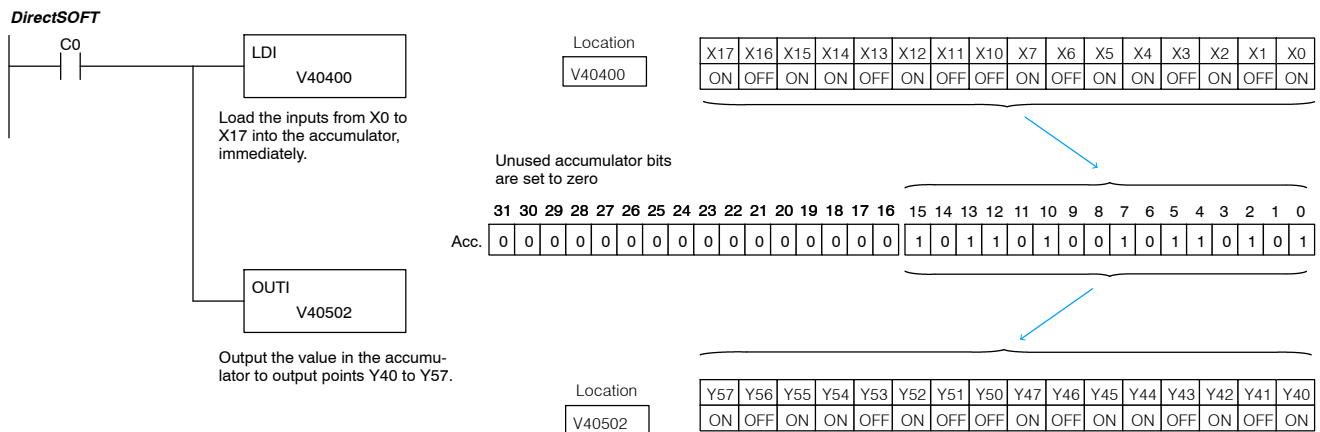 DirectSOFT
C0
LDI
V40400
Load the inputs from X0 to
X17 into the accumulator,
immediately.
Location
V40400
X17 X16 X15 X14 X13 X12 X11 X10 X7 X6 X5 X4 X3 X2 X1 X0
ON OFF ON ON OFF ON OFF OFF ON OFF ON ON OFF ON OFF ON
Unused accumulator bits
are set to zero
31 30 29 28 27 26 25 24 23 22 21 20 19 18 17 16 15 14 13 12 11 10 9 8 7 6 5 4 3 2 1 0
Acc. 0 0 0 0 0 0 0 0 0 0 0 0 0 0 0 0 1 0 1 1 0 1 0 0 1 0 1 1 0 1 0 1
OUTI
V40502
Output the value in the accumu-
lator to output points Y40 to Y57.
Location
V40502
Y57 Y56 Y55 Y54 Y53 Y52 Y51 Y50 Y47 Y46 Y45 Y44 Y43 Y42 Y41 Y40
ON OFF ON ON OFF ON OFF OFF ON OFF ON ON OFF ON OFF ON